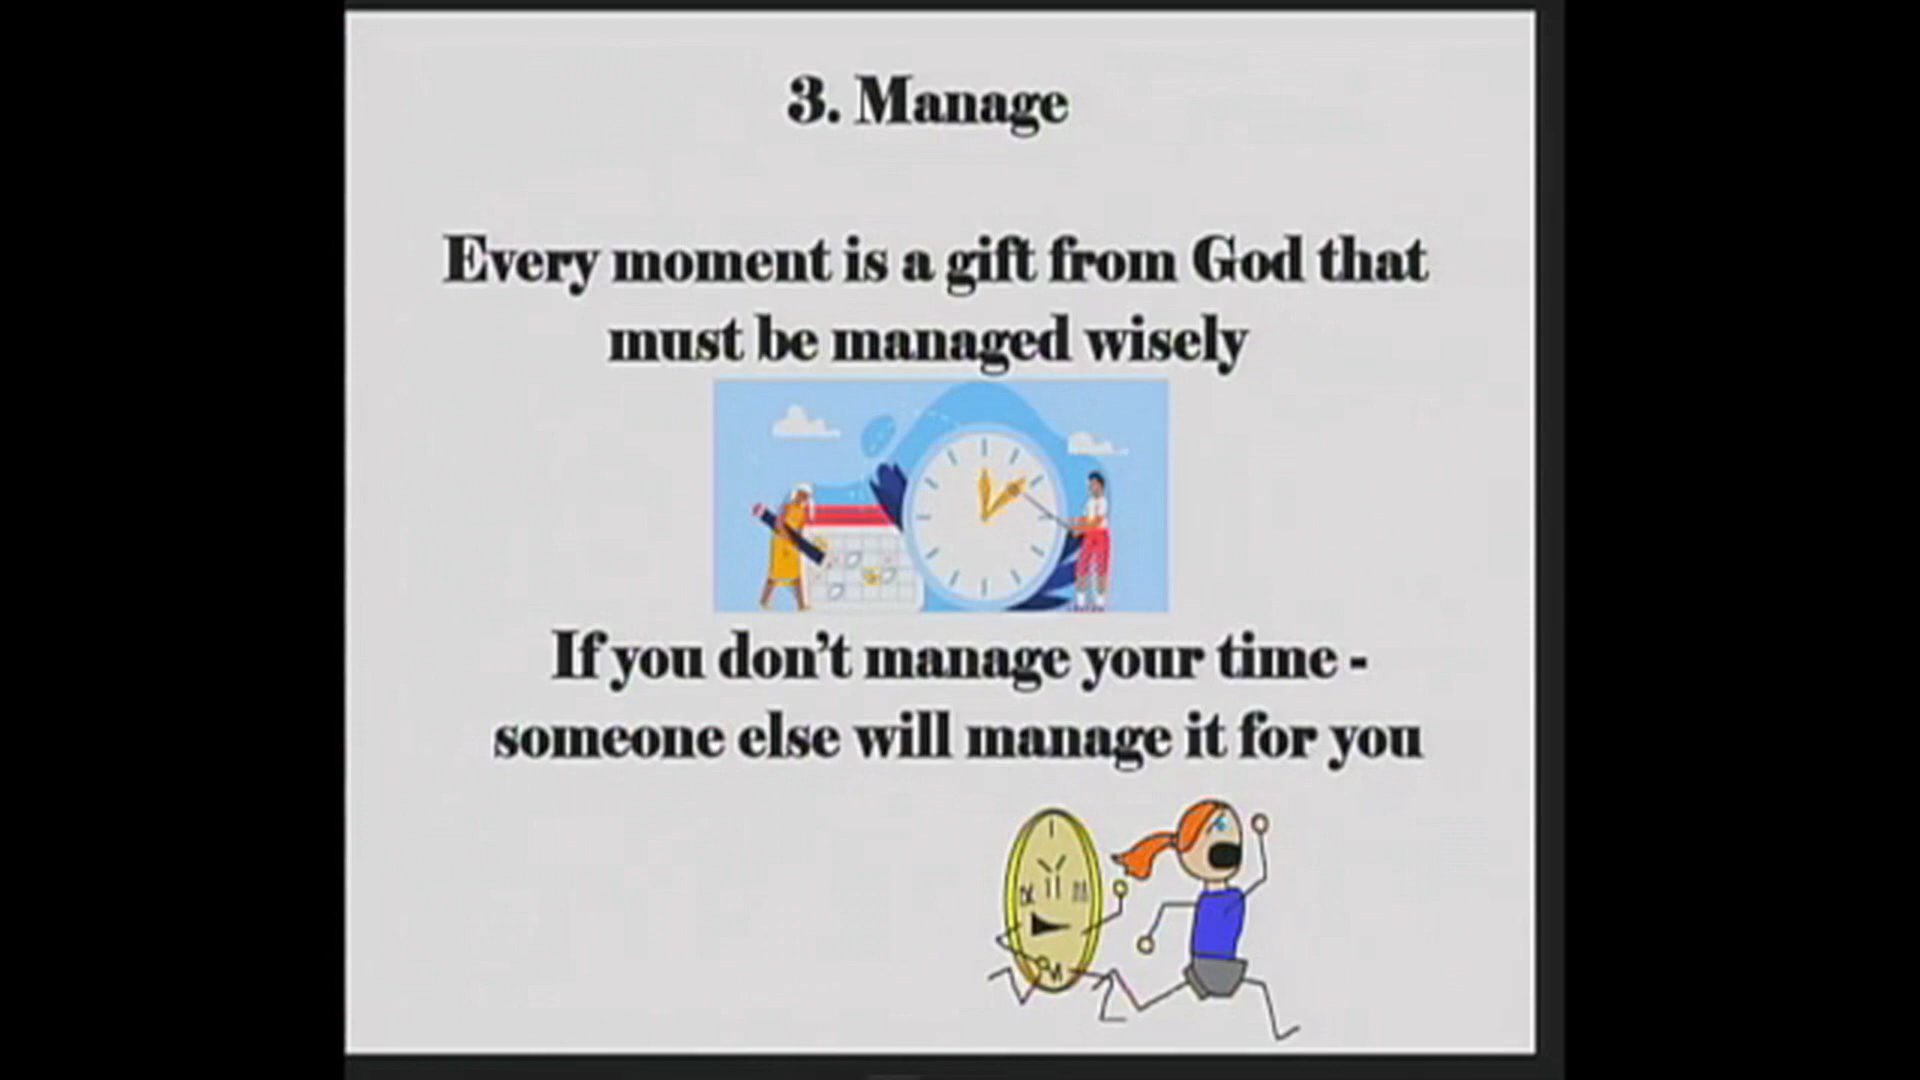 3. Manage
Every moment is a gift from God that
must be managed wisely
If you don't manage your time -
someone else will manage it for you